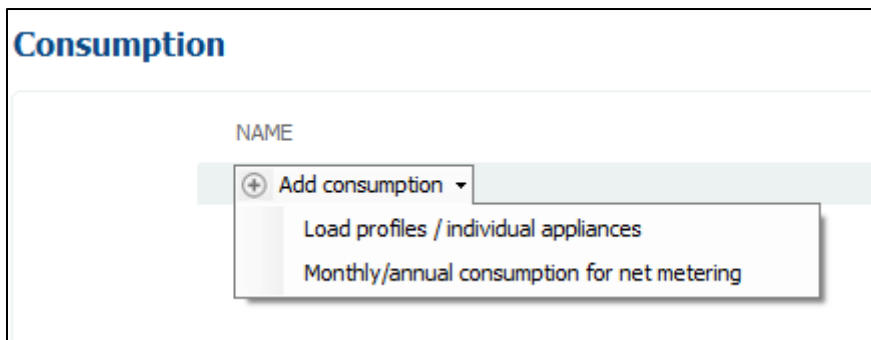 Consumption
NAME
Add consumption
Load profiles / individual appliances
Monthly/annual consumption for net metering